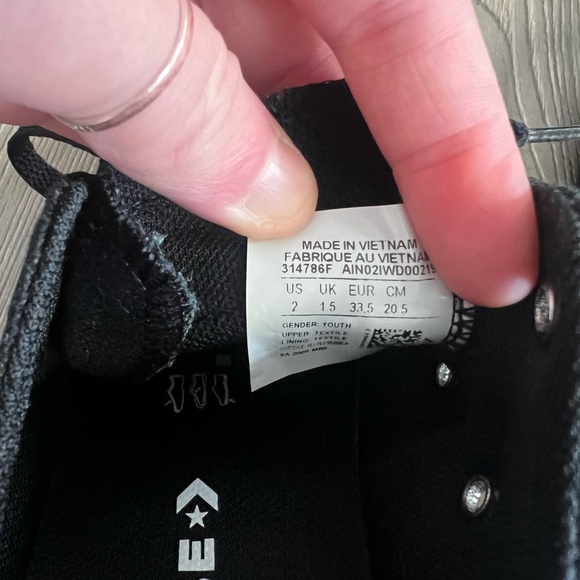 MADE IN VIETNAM
FABRIQUE AU VIETNAM
314786F AIN02IWD00219
US UK EUR CM
2 1.5 33.5 20.5
GENDER: YOUTH
UPPER: TEXTILE
LINING: TEXTILE